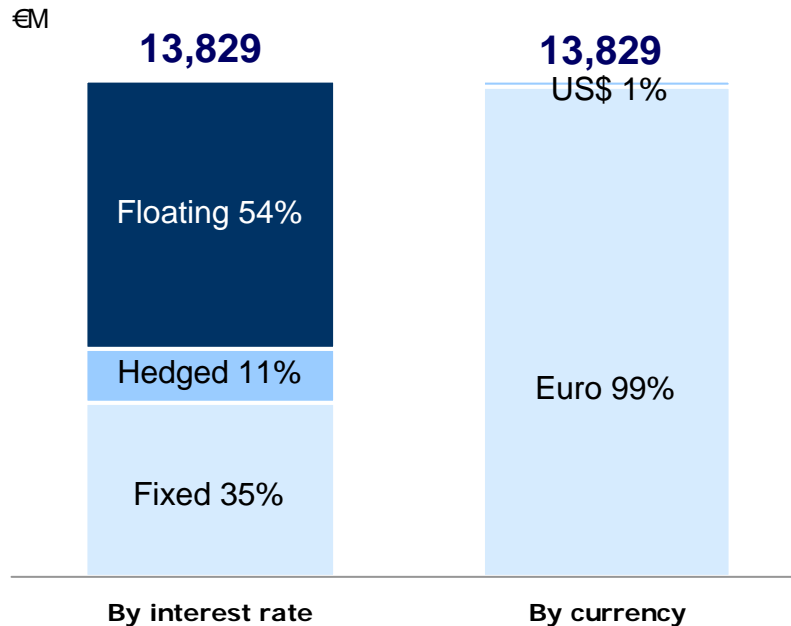 €M
13,829
13,829
US$ 1%
Floating 54%
Hedged 11%
Euro 99%
Fixed 35%
By interest rate
By currency